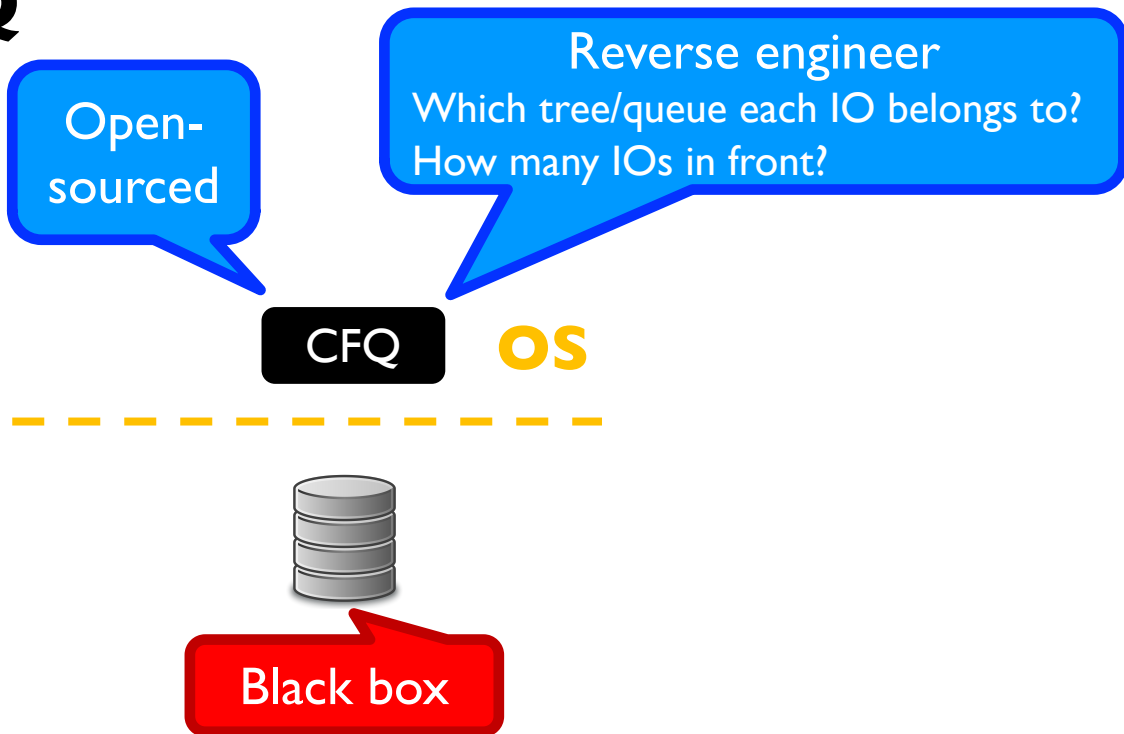 Q
Open-
sourced
Reverse engineer
Which tree/queue each IO belongs to?
How many IOs in front?
CFQ
OS
Black box